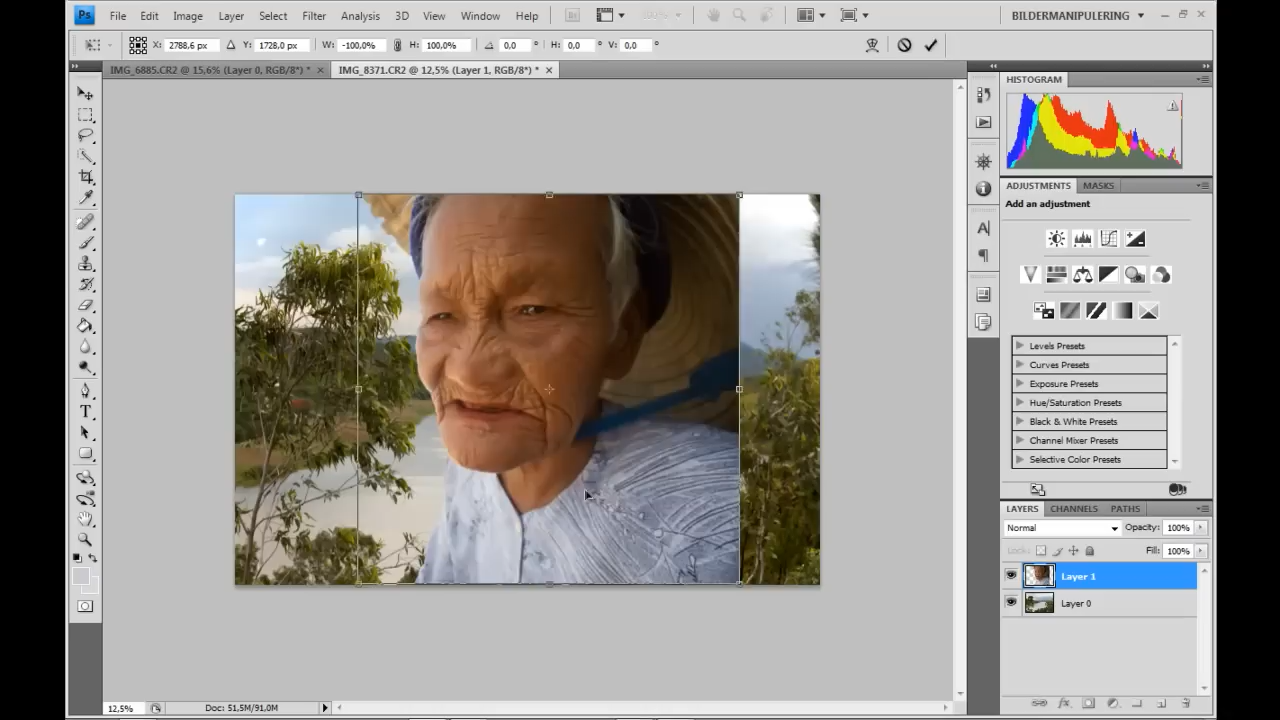 Ps File Edit Image Layer Select Filter Analysis 3D View Window Help Br 100% BILDERMANIPULERING
X: 2788,6 px Y: 1728,0 px W: -100,0% H: 100,0% 0,0 ° H: 0,0 ° V: 0,0 °
IMG_6885.CR2 @ 15,6% (Layer 0, RGB/8*) * × IMG_8371.CR2 @ 12,5% (Layer 1, RGB/8*) * ×
HISTOGRAM
ADJUSTMENTS MASKS
Add an adjustment
Levels Presets
Curves Presets
Exposure Presets
Hue/Saturation Presets
Black & White Presets
Channel Mixer Presets
Selective Color Presets
LAYERS CHANNELS PATHS
Normal Opacity: 100%
Lock: Fill: 100%
Layer 1
Layer 0
12,5% Doc: 51,5M/91,0M